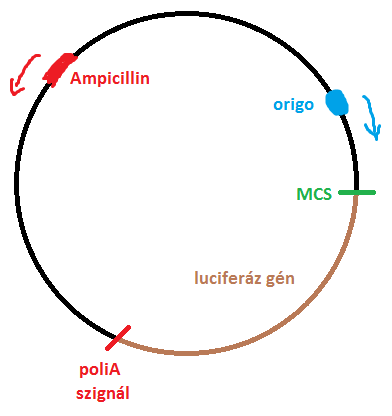 Ampicillin
origo
MCS
luciferáz gén
poliA
szignál